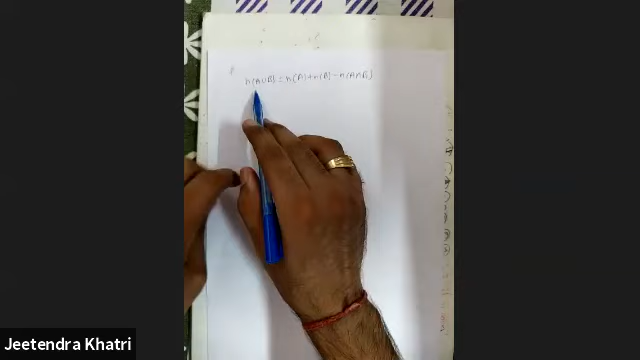 n(A∪B) = n(A)+n(B) - n(A∩B)
Jeetendra Khatri